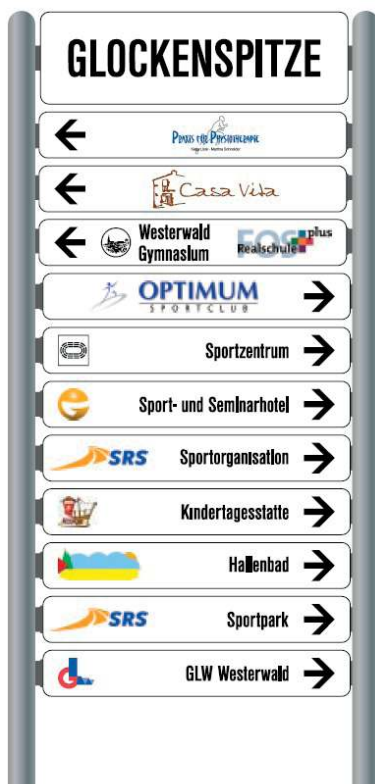 GLOCKENSPITZE
PRAXIS FÜR PHYSIOTHERAPIE
Casa Vita
Westerwald
Gymnasium
FOS plus
Realschule
OPTIMUM
SPORTCLUB
Sportzentrum
G Sport- und Seminarhotel
SRS Sportorganisation
Kindertagesstatte
Hallenbad
SRS Sportpark
GL GLW Westerwald